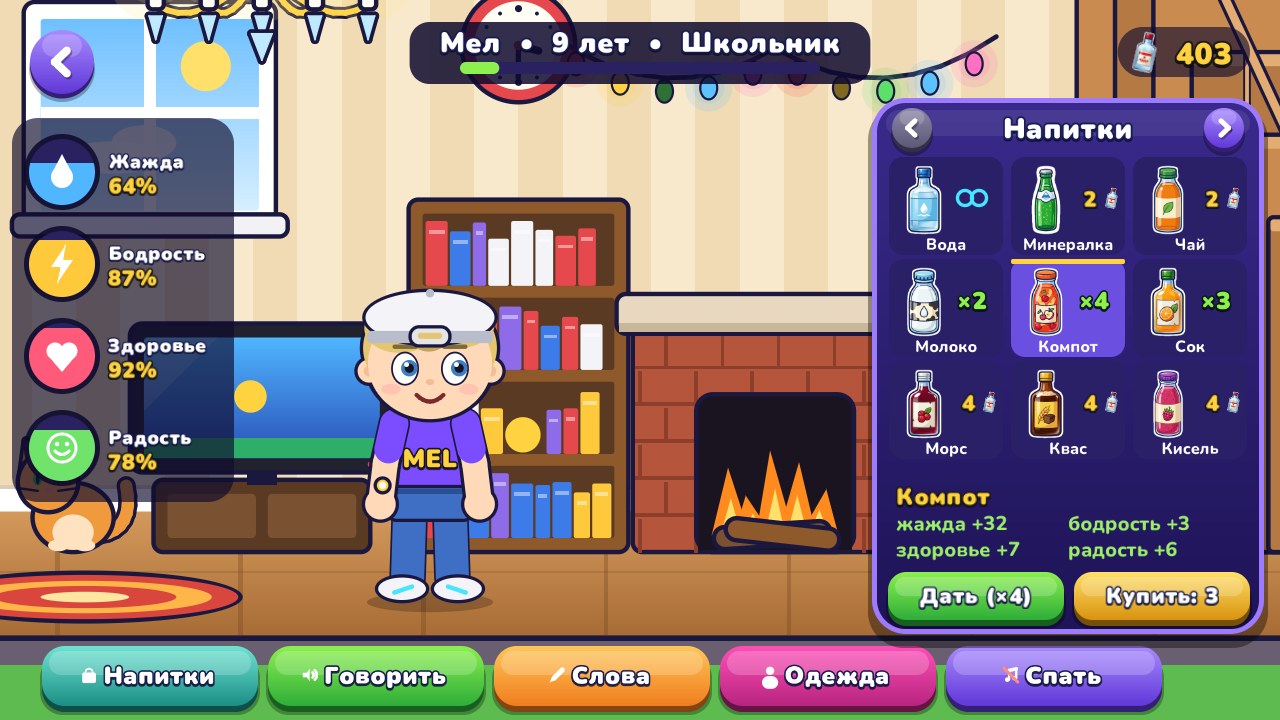 Мел • 9 лет • Школьник
403
Жажда
64%
Бодрость
87%
Здоровье
92%
Радость
78%
MEL
Напитки
Вода
2
Минералка
2
Чай
×2
Молоко
×4
Компот
×3
Сок
4
Морс
4
Квас
4
Кисель
Компот
жажда +32 бодрость +3
здоровье +7 радость +6
Дать (×4) Купить: 3
Напитки Говорить Слова Одежда Спать